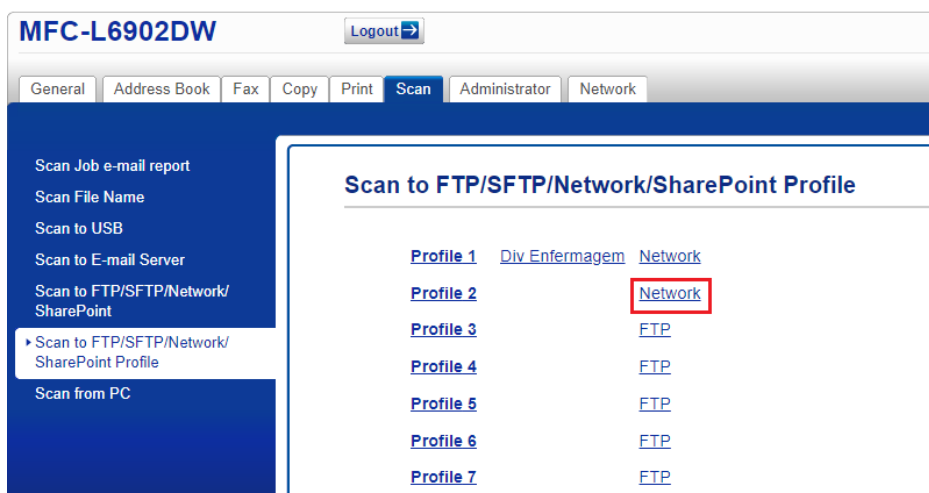 MFC-L6902DW
Logout
General Address Book Fax Copy Print Scan Administrator Network
Scan Job e-mail report
Scan File Name
Scan to USB
Scan to E-mail Server
Scan to FTP/SFTP/Network/
SharePoint
Scan to FTP/SFTP/Network/
SharePoint Profile
Scan from PC
Scan to FTP/SFTP/Network/SharePoint Profile
Profile 1 Div Enfermagem Network
Profile 2 Network
Profile 3 FTP
Profile 4 FTP
Profile 5 FTP
Profile 6 FTP
Profile 7 FTP